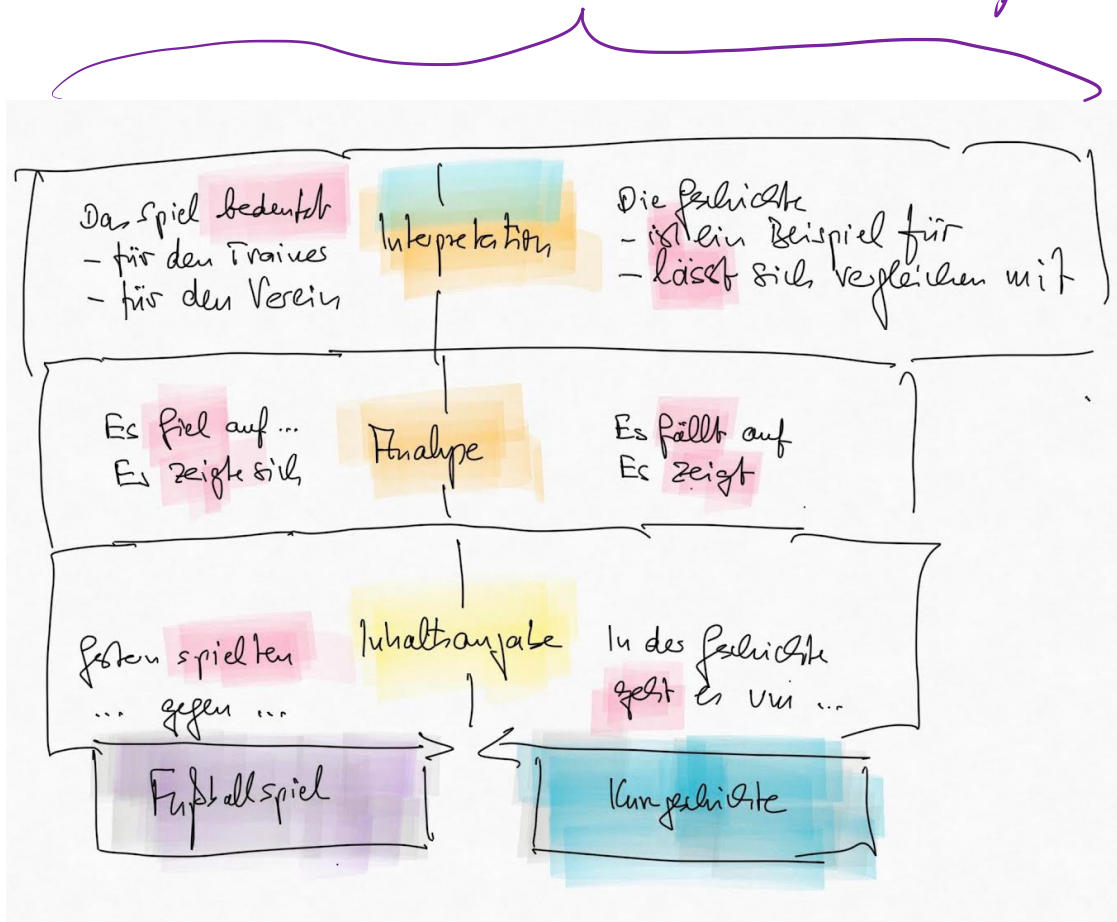 Das Spiel bedeutet
- für den Trainer
- für den Verein
Interpretation
Die Geschichte
- ist ein Beispiel für
- lässt sich vergleichen mit
Es fiel auf ...
Es zeigte sich
Analyse
Es fällt auf
Es zeigt
Gestern spielten
... gegen ...
Inhaltsangabe
In der Geschichte
geht es um ...
Fußballspiel
Kurzgeschichte